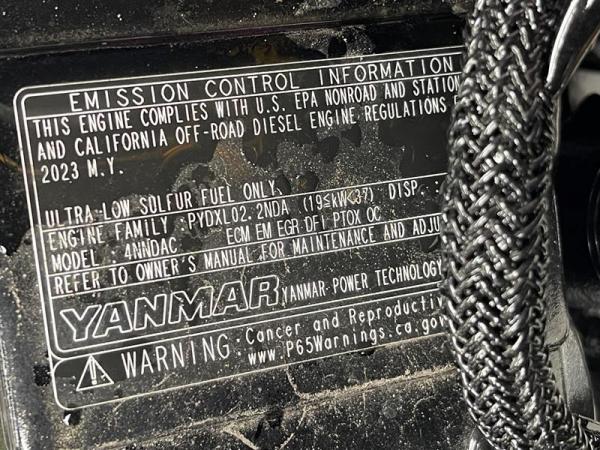 EMISSION CONTROL INFORMATION
THIS ENGINE COMPLIES WITH U.S. EPA NONROAD AND STATION
AND CALIFORNIA OFF-ROAD DIESEL ENGINE REGULATIONS
2023 M.Y.
ULTRA-LOW SULFUR FUEL ONLY
ENGINE FAMILY :PYDXL02.2NDA (19≤kW<37) DISP. :
MODEL : 4NNDAC ECM EM EGR DFI PTOX OC
REFER TO OWNER'S MANUAL FOR MAINTENANCE AND ADJU
YANMAR YANMAR POWER TECHNOLOGY
WARNING: Cancer and Reproductiv
www.P65Warnings.ca.gov